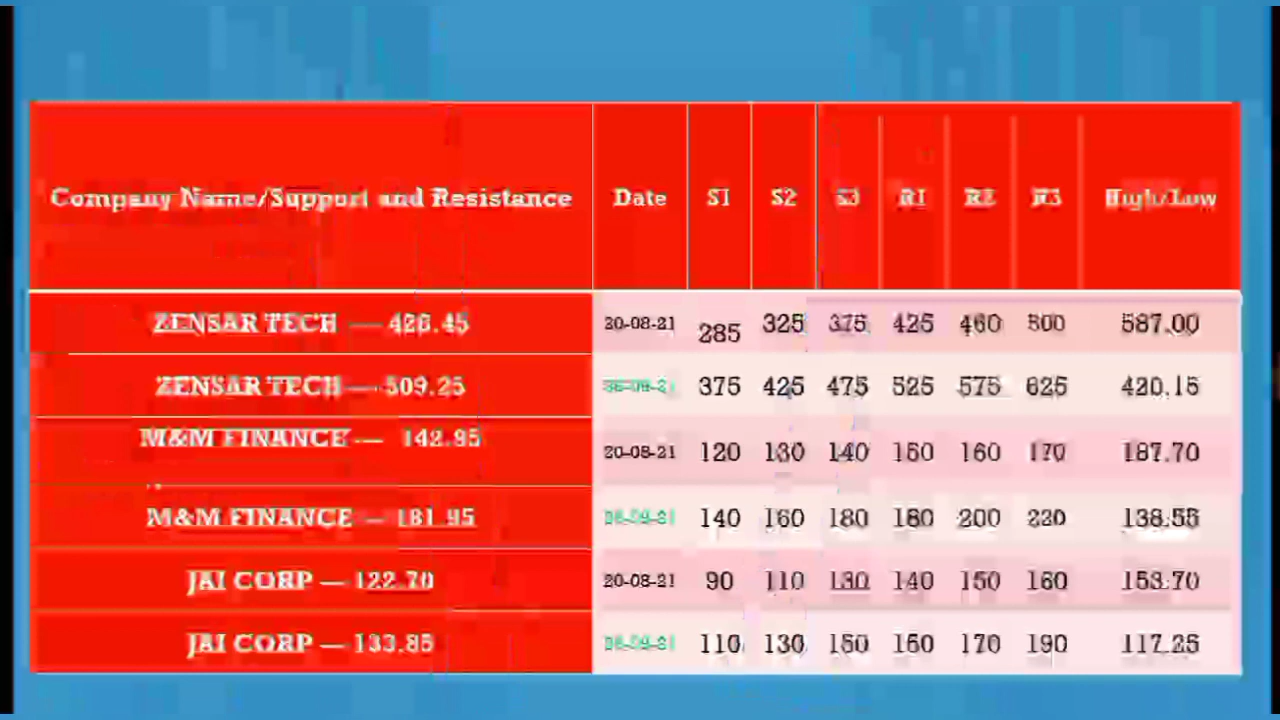 Company Name/Support and Resistance Date S1 S2 S3 R1 R2 R3 High/Low
ZENSAR TECH — 428.45 20-08-21 285 325 375 425 460 500 587.00
ZENSAR TECH — 509.25 375 425 475 525 575 625 420.15
M&M FINANCE — 142.95 20-08-21 120 130 140 150 160 170 187.70
M&M FINANCE — 181.95 140 160 180 200 220 138.55
JAI CORP — 122.70 20-08-21 90 110 130 140 150 160 153.70
JAI CORP — 133.85 110 130 150 170 190 117.25